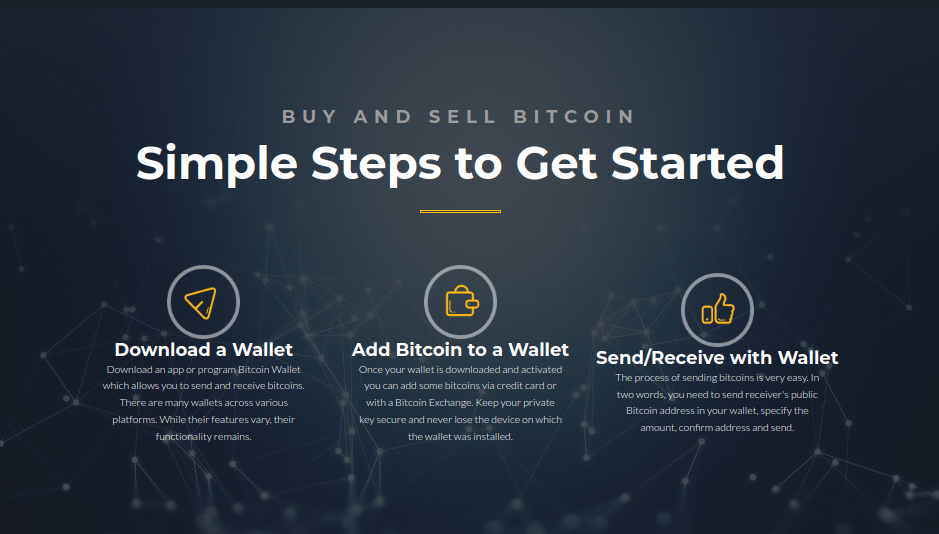 BUY AND SELL BITCOIN
Simple Steps to Get Started
Download a Wallet
Download an app or program Bitcoin Wallet
which allows you to send and receive bitcoins.
There are many wallets across various
platforms. While their features vary, their
functionality remains.
Add Bitcoin to a Wallet
Once your wallet is downloaded and activated
you can add some bitcoins via credit card or
with a Bitcoin Exchange. Keep your private
key secure and never lose the device on which
the wallet was installed.
Send/Receive with Wallet
The process of sending bitcoins is very easy. In
two words, you need to send receiver's public
Bitcoin address in your wallet, specify the
amount, confirm address and send.